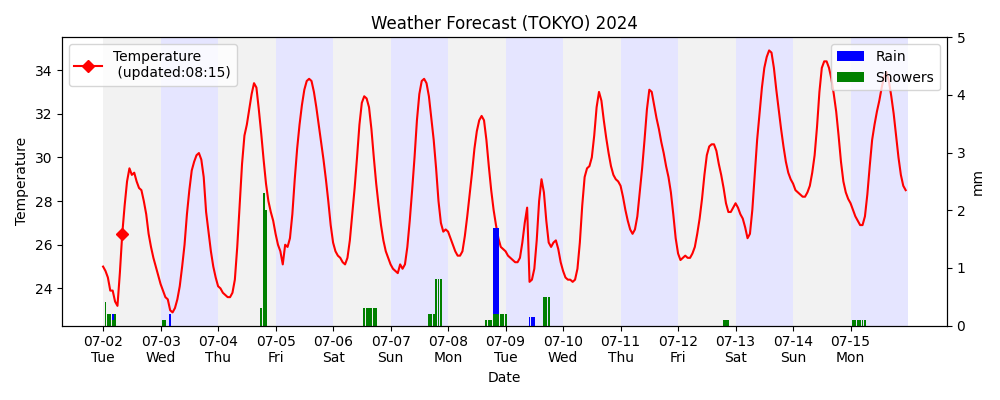 Weather Forecast (TOKYO) 2024
Temperature
(updated:08:15)
Rain
Showers
34
32
30
28
26
24
Temperature
5
4
3
2
1
0
mm
07-02 07-03 07-04 07-05 07-06 07-07 07-08 07-09 07-10 07-11 07-12 07-13 07-14 07-15
Tue Wed Thu Fri Sat Sun Mon Tue Wed Thu Fri Sat Sun Mon
Date